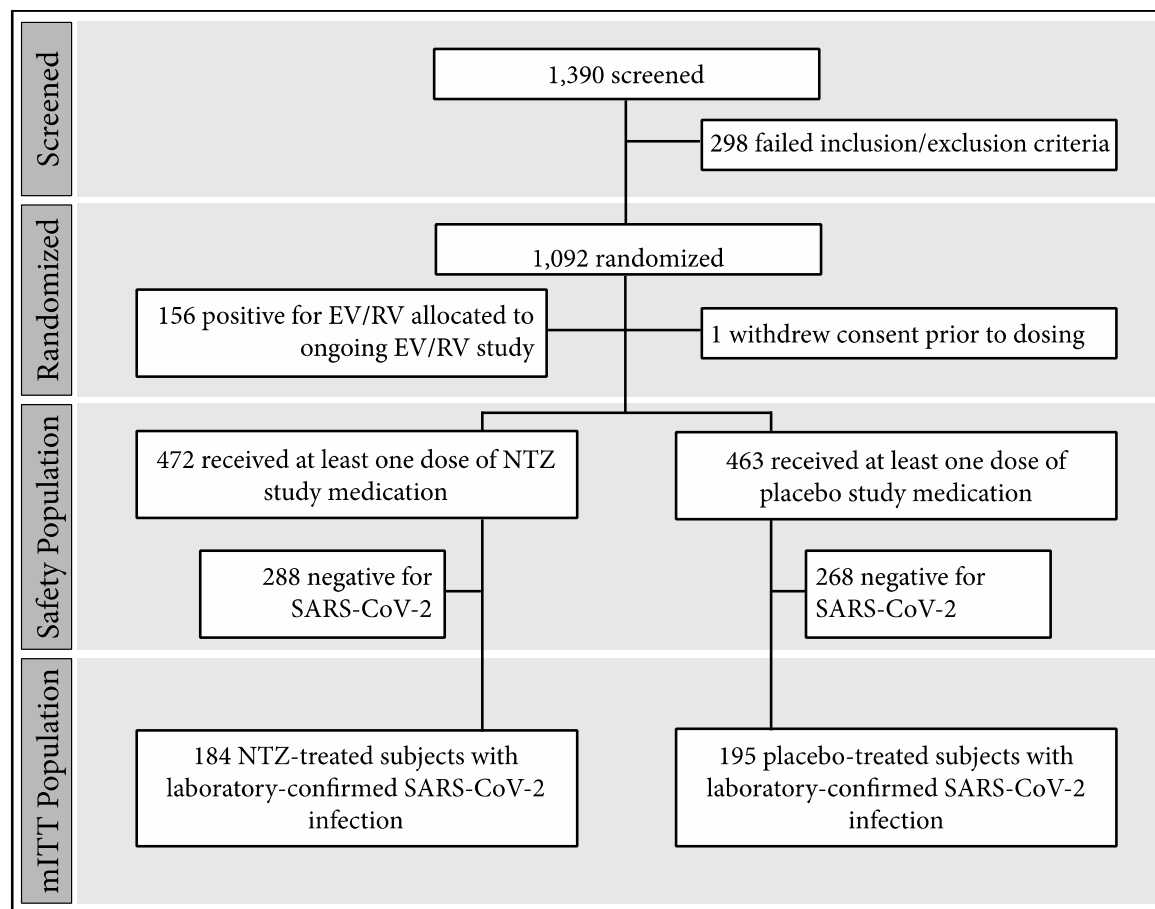 Screened
1,390 screened
298 failed inclusion/exclusion criteria
Randomized
1,092 randomized
156 positive for EV/RV allocated to
ongoing EV/RV study
1 withdrew consent prior to dosing
Safety Population
472 received at least one dose of NTZ
study medication
463 received at least one dose of
placebo study medication
288 negative for
SARS-CoV-2
268 negative for
SARS-CoV-2
mITT Population
184 NTZ-treated subjects with
laboratory-confirmed SARS-CoV-2
infection
195 placebo-treated subjects with
laboratory-confirmed SARS-CoV-2
infection